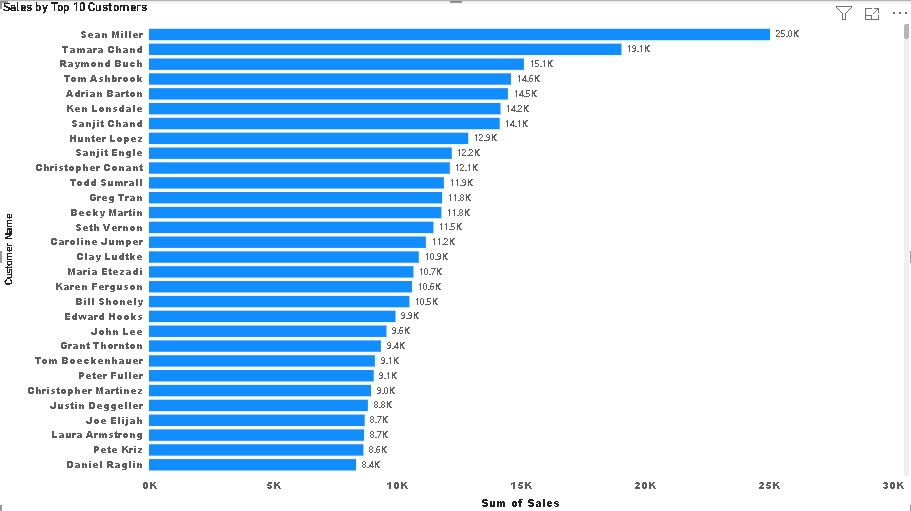 Sales by Top 10 Customers
Sean Miller 25.0K
Tamara Chand 19.1K
Raymond Buch 15.1K
Tom Ashbrook 14.6K
Adrian Barton 14.5K
Ken Lonsdale 14.2K
Sanjit Chand 14.1K
Hunter Lopez 12.9K
Sanjit Engle 12.2K
Christopher Conant 12.1K
Todd Sumrall 11.9K
Greg Tran 11.8K
Becky Martin 11.8K
Seth Vernon 11.5K
Caroline Jumper 11.2K
Clay Ludtke 10.9K
Maria Etezadi 10.7K
Karen Ferguson 10.6K
Bill Shonely 10.5K
Edward Hooks 9.9K
John Lee 9.6K
Grant Thornton 9.4K
Tom Boeckenhauer 9.1K
Peter Fuller 9.1K
Christopher Martinez 9.0K
Justin Deggeller 8.8K
Joe Elijah 8.7K
Laura Armstrong 8.7K
Pete Kriz 8.6K
Daniel Raglin 8.4K
Customer Name
0K 5K 10K 15K 20K 25K 30K
Sum of Sales